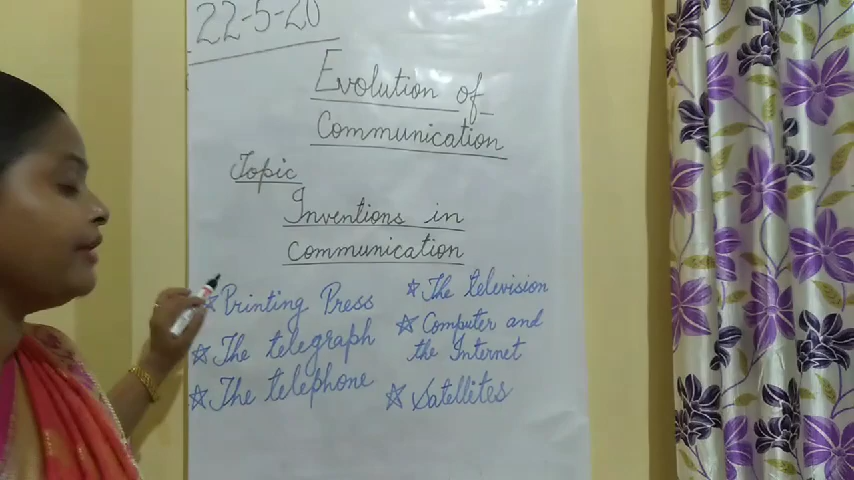 22-5-20
Evolution of
Communication
Topic
Inventions in
Communication
☆ Printing Press
☆ The telegraph
☆ The telephone
☆ The television
☆ Computer and
the Internet
☆ Satellites